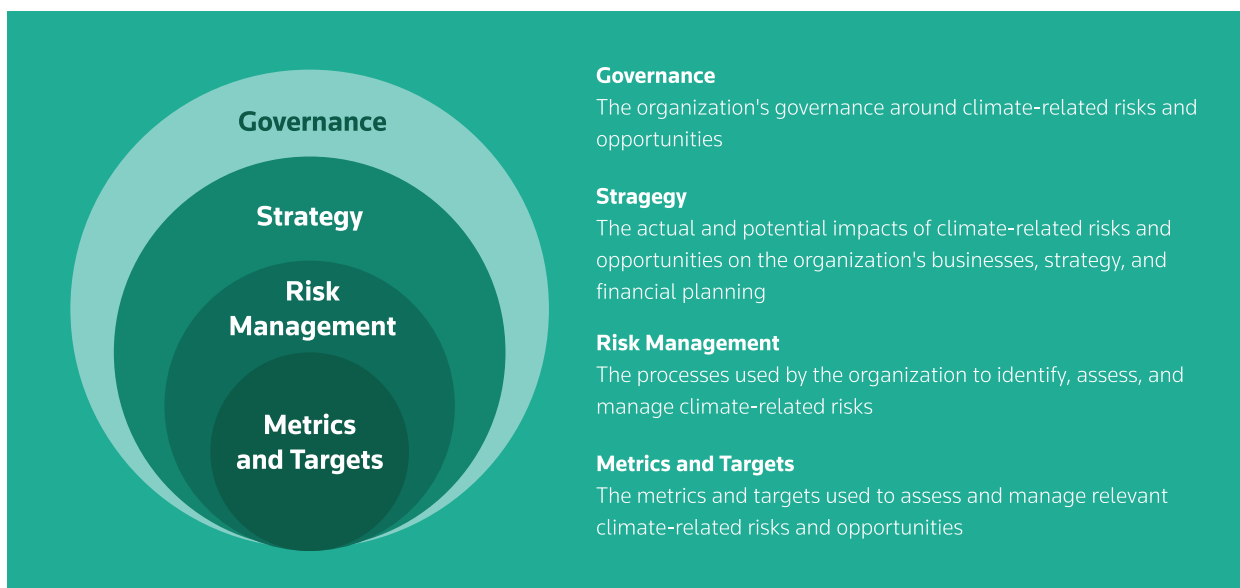 Governance
Strategy
Risk
Management
Metrics
and Targets
Governance
The organization's governance around climate-related risks and
opportunities
Stragegy
The actual and potential impacts of climate-related risks and
opportunities on the organization's businesses, strategy, and
financial planning
Risk Management
The processes used by the organization to identify, assess, and
manage climate-related risks
Metrics and Targets
The metrics and targets used to assess and manage relevant
climate-related risks and opportunities